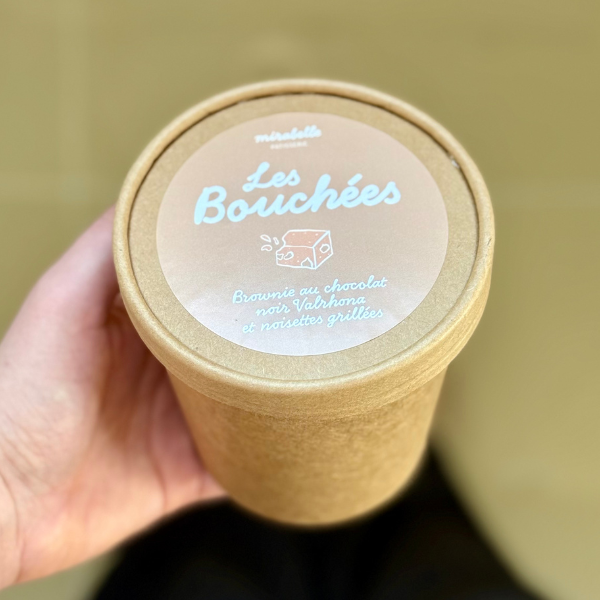 mirabelle
Les
Bouchées
Brownie au chocolat
noir Valrhona
et noisettes grillées